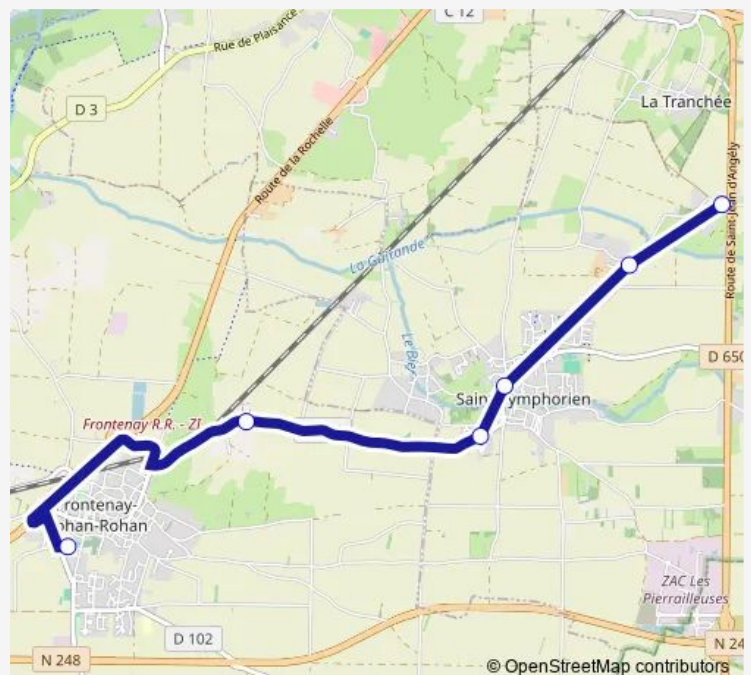 C 12
Rue de Plaisance
D 3
La Tranchée
Route de la Rochelle
Route de Saint-Jean d'Angély
La Guirande
Le Bief
D 650
Frontenay R.R. - ZI
ZAC Les
Pierrailleuses
D 102
N 248
N 24
© OpenStreetMap contributors